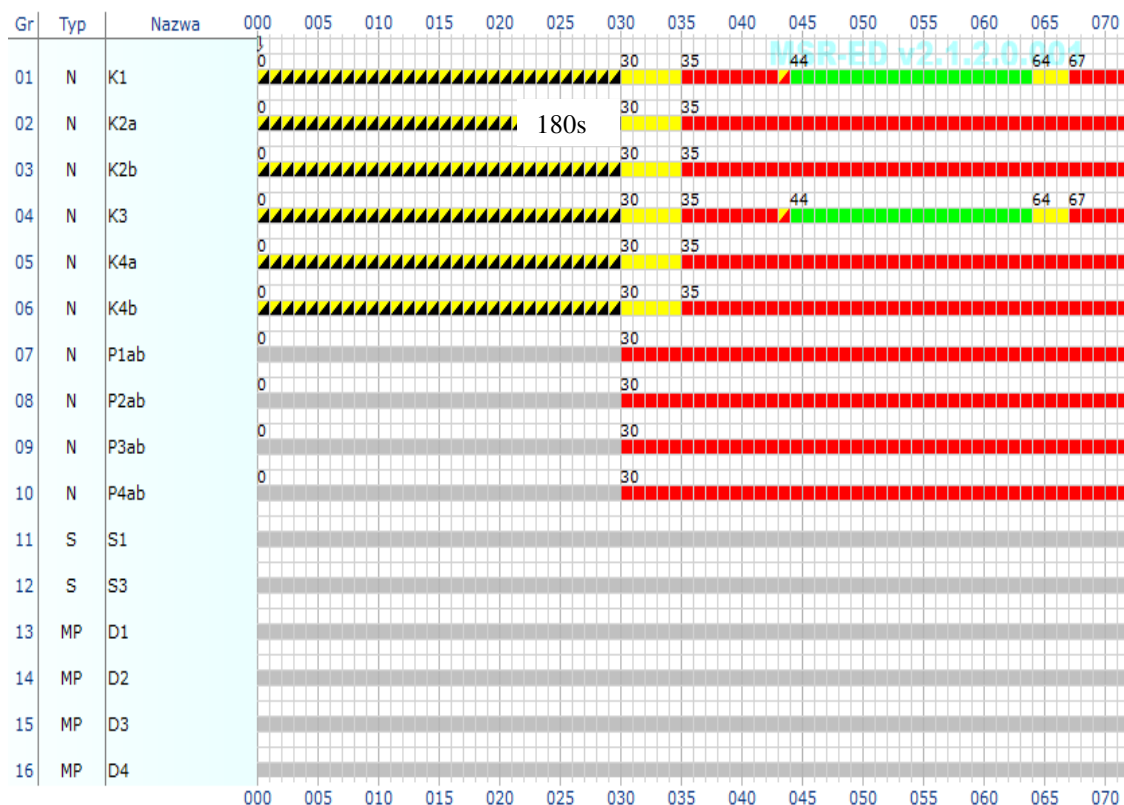 Gr Typ Nazwa 000 005 010 015 020 025 030 035 040 045 050 055 060 065 070
MSR-ED v2.1.2.0.001
0 30 35 44 64 67
01 N K1
0 30 35
02 N K2a 180s
0 30 35
03 N K2b
0 30 35 44 64 67
04 N K3
0 30 35
05 N K4a
0 30 35
06 N K4b
0 30
07 N P1ab
0 30
08 N P2ab
0 30
09 N P3ab
0 30
10 N P4ab
11 S S1
12 S S3
13 MP D1
14 MP D2
15 MP D3
16 MP D4
000 005 010 015 020 025 030 035 040 045 050 055 060 065 070